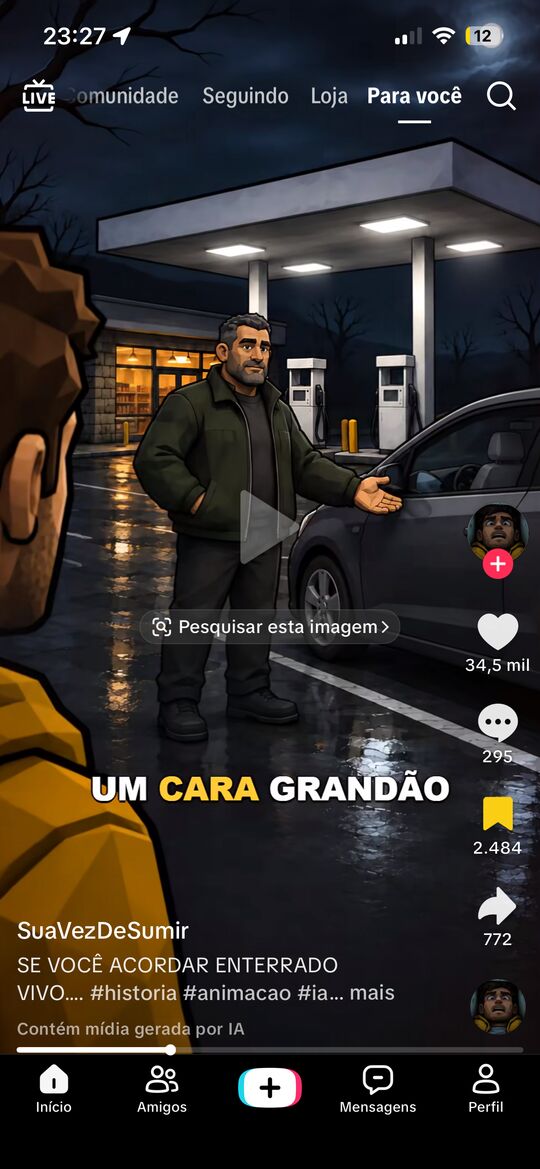 23:27
12
LIVE
omunidade
Seguindo
Loja
Para você
Pesquisar esta imagem
34,5 mil
295
UM CARA GRANDÃO
2.484
SuaVezDeSumir
772
SE VOCÊ ACORDAR ENTERRADO
VIVO.... #historia #animacao #ia... mais
Contém mídia gerada por IA
Início
Amigos
Mensagens
Perfil